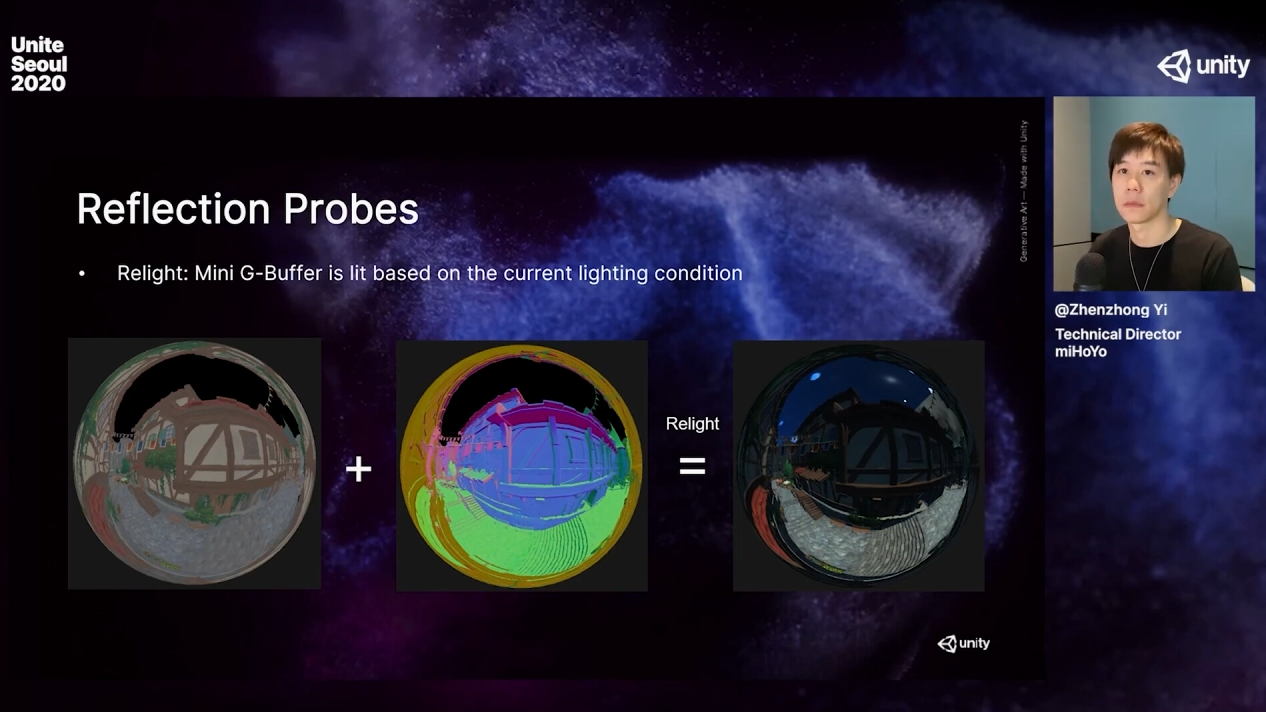 Unite
Seoul
2020
unity
Generative Art — Made with Unity
Reflection Probes
• Relight: Mini G-Buffer is lit based on the current lighting condition
+
Relight
=
unity
@Zhenzhong Yi
Technical Director
miHoYo